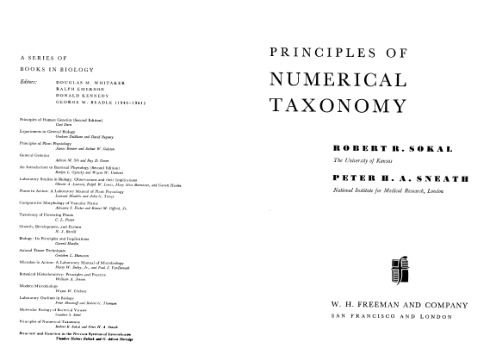 A SERIES OF
BOOKS IN BIOLOGY
Editors: DOUGLAS M. WHITAKER
RALPH EMERSON
DONALD KENNEDY
GEORGE W. BEADLE (1946–1961)
Principles of Human Genetics (Second Edition)
Curt Stern
Experiments in General Biology
Graham DuShane and David Regnery
Principles of Plant Physiology
James Bonner and Arthur W. Galston
General Genetics
Adrian M. Srb and Ray D. Owen
An Introduction to Bacterial Physiology (Second Edition)
Evelyn L. Oginsky and Wayne W. Umbreit
Laboratory Studies in Biology: Observations and their Implications
Chester A. Lawson, Ralph W. Lewis, Mary Alice Burmester, and Garrett Hardin
Plants in Action: A Laboratory Manual of Plant Physiology
Leonard Machlis and John G. Torrey
Comparative Morphology of Vascular Plants
Adriance S. Foster and Ernest M. Gifford, Jr.
Taxonomy of Flowering Plants
C. L. Porter
Growth, Development, and Pattern
N. J. Berrill
Biology: Its Principles and Implications
Garrett Hardin
Animal Tissue Techniques
Gretchen L. Humason
Microbes in Action: A Laboratory Manual of Microbiology
Harry W. Seeley, Jr., and Paul J. VanDemark
Botanical Histochemistry: Principles and Practice
William A. Jensen
Modern Microbiology
Wayne W. Umbreit
Laboratory Outlines in Biology
Peter Abramoff and Robert G. Thomson
Molecular Biology of Bacterial Viruses
Gunther S. Stent
Principles of Numerical Taxonomy
Robert R. Sokal and Peter H. A. Sneath
Structure and Function in the Nervous Systems of Invertebrates
Theodore Holmes Bullock and G. Adrian Horridge
PRINCIPLES OF
NUMERICAL
TAXONOMY
ROBERT R. SOKAL
The University of Kansas
PETER H. A. SNEATH
National Institute for Medical Research, London
W. H. FREEMAN AND COMPANY
SAN FRANCISCO AND LONDON